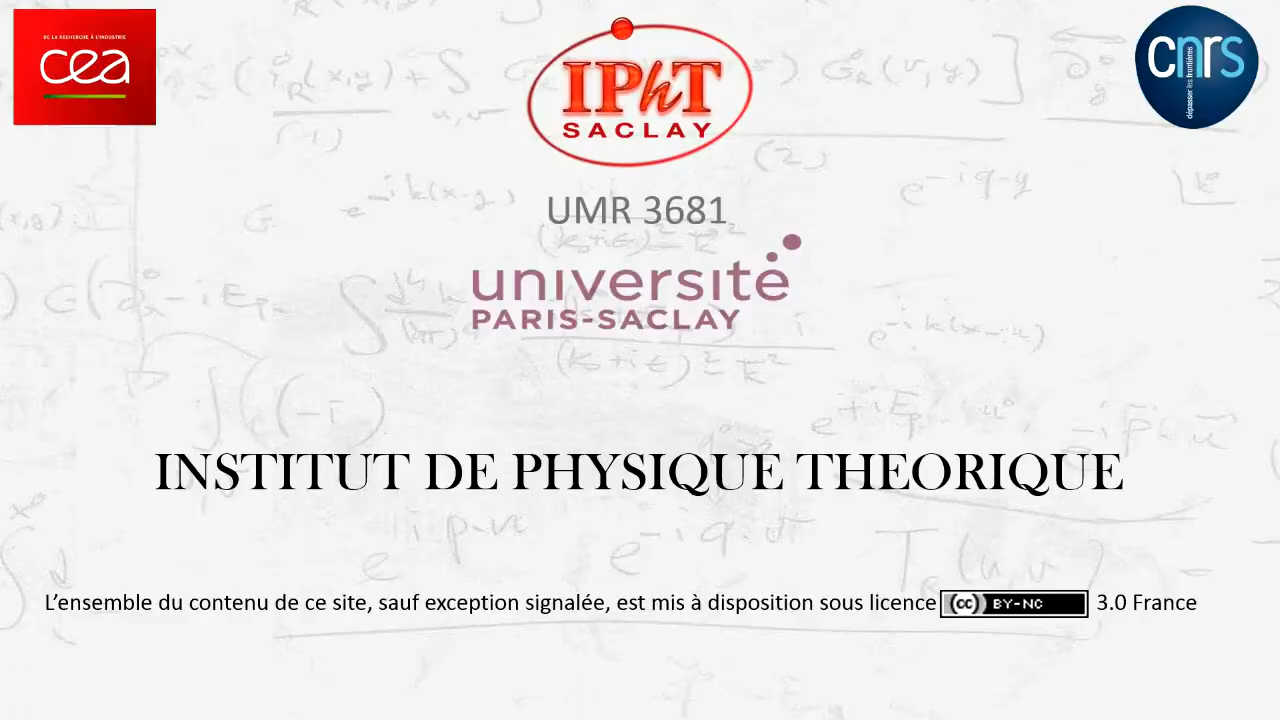 DE LA RECHERCHE À L'INDUSTRIE
cea
IPhT
SACLAY
cnrs
dépasser les frontières
UMR 3681
université
PARIS-SACLAY
INSTITUT DE PHYSIQUE THEORIQUE
L'ensemble du contenu de ce site, sauf exception signalée, est mis à disposition sous licence (cc) BY-NC 3.0 France